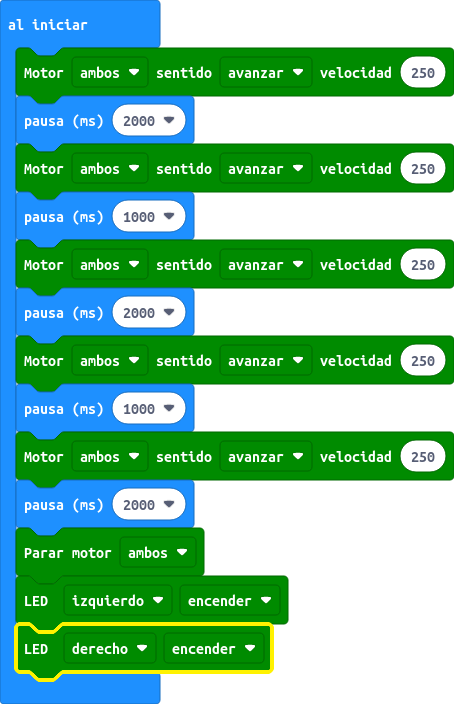 al iniciar
Motor ambos sentido avanzar velocidad 250
pausa (ms) 2000
Motor ambos sentido avanzar velocidad 250
pausa (ms) 1000
Motor ambos sentido avanzar velocidad 250
pausa (ms) 2000
Motor ambos sentido avanzar velocidad 250
pausa (ms) 1000
Motor ambos sentido avanzar velocidad 250
pausa (ms) 2000
Parar motor ambos
LED izquierdo encender
LED derecho encender